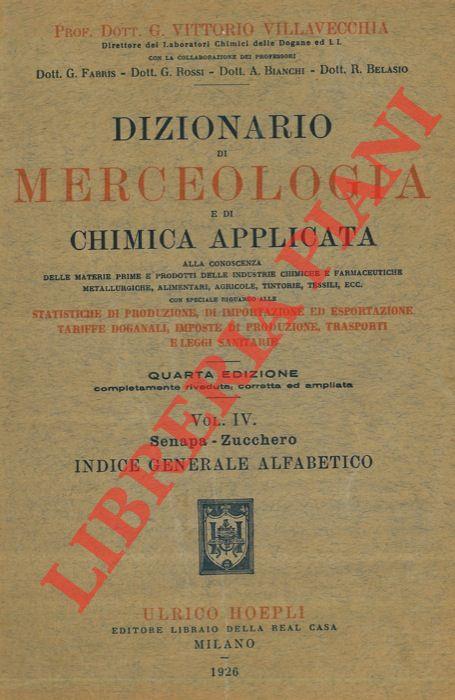 PROF. DOTT. G. VITTORIO VILLAVECCHIA
Direttore dei Laboratori Chimici delle Dogane ed I. I.
CON LA COLLABORAZIONE DEI PROFESSORI
Dott. G. FABRIS - Dott. G. ROSSI - Dott. A. BIANCHI - Dott. R. BELASIO
DIZIONARIO
DI
MERCEOLOGIA
E DI
CHIMICA APPLICATA
ALLA CONOSCENZA
DELLE MATERIE PRIME E PRODOTTI DELLE INDUSTRIE CHIMICHE E FARMACEUTICHE
METALLURGICHE, ALIMENTARI, AGRICOLE, TINTORIE, TESSILI, ECC.
CON SPECIALE RIGUARDO ALLE
STATISTICHE DI PRODUZIONE, DI IMPORTAZIONE ED ESPORTAZIONE
TARIFFE DOGANALI, IMPOSTE DI PRODUZIONE, TRASPORTI
E LEGGI SANITARIE
QUARTA EDIZIONE
completamente riveduta, corretta ed ampliata
VOL. IV.
Senapa - Zucchero
INDICE GENERALE ALFABETICO
ULRICO HOEPLI
EDITORE LIBRAIO DELLA REAL CASA
MILANO
1926
LIBRERIA PIANI